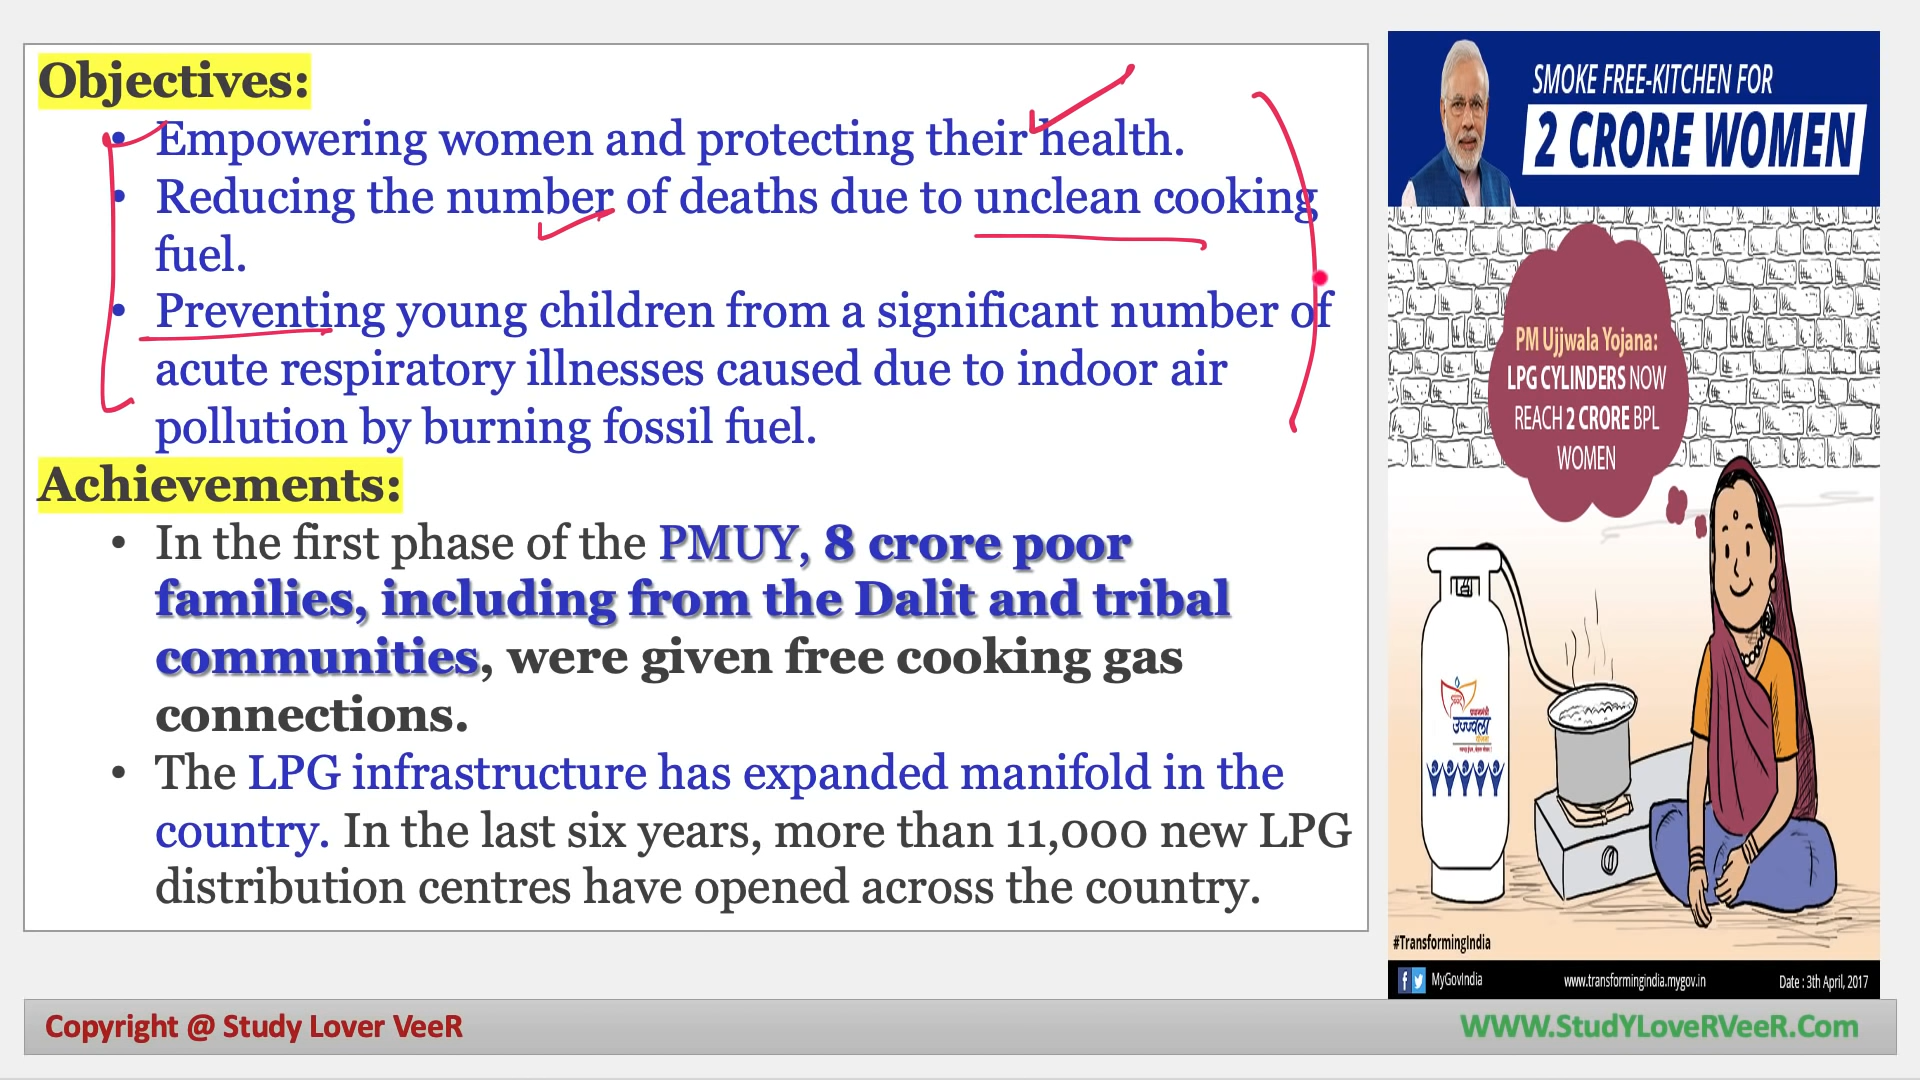 Objectives:
• Empowering women and protecting their health.
• Reducing the number of deaths due to unclean cooking
fuel.
• Preventing young children from a significant number of
acute respiratory illnesses caused due to indoor air
pollution by burning fossil fuel.
Achievements:
• In the first phase of the PMUY, 8 crore poor
families, including from the Dalit and tribal
communities, were given free cooking gas
connections.
• The LPG infrastructure has expanded manifold in the
country. In the last six years, more than 11,000 new LPG
distribution centres have opened across the country.
SMOKE FREE-KITCHEN FOR
2 CRORE WOMEN
PM Ujjwala Yojana:
LPG CYLINDERS NOW
REACH 2 CRORE BPL
WOMEN
प्रधानमंत्री
उज्ज्वला
योजना
#TransformingIndia
MyGovIndia
www.transformingindia.mygov.in
Date : 3th April, 2017
Copyright @ Study Lover VeeR
WWW.StudYLoveRVeeR.Com